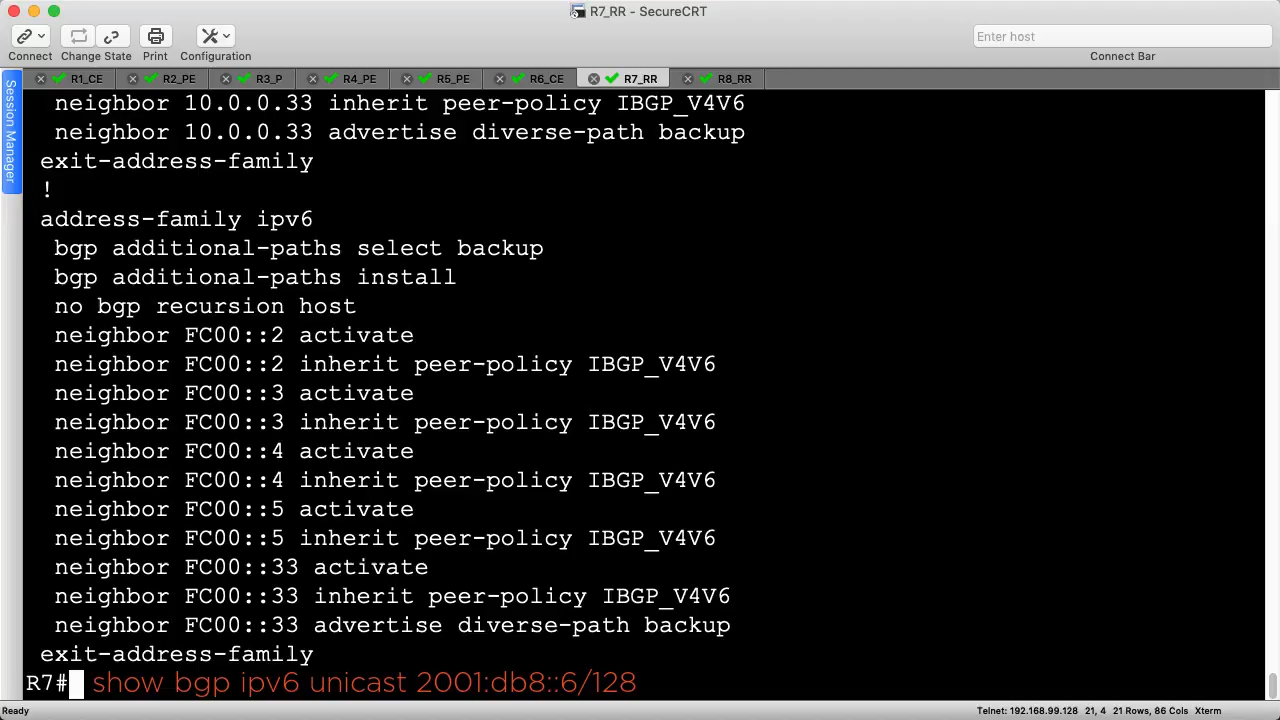 R7_RR - SecureCRT
Enter host
Connect Change State Print Configuration Connect Bar
R1_CE R2_PE R3_P R4_PE R5_PE R6_CE R7_RR R8_RR
Session Manager
neighbor 10.0.0.33 inherit peer-policy IBGP_V4V6
neighbor 10.0.0.33 advertise diverse-path backup
exit-address-family
!
address-family ipv6
bgp additional-paths select backup
bgp additional-paths install
no bgp recursion host
neighbor FC00::2 activate
neighbor FC00::2 inherit peer-policy IBGP_V4V6
neighbor FC00::3 activate
neighbor FC00::3 inherit peer-policy IBGP_V4V6
neighbor FC00::4 activate
neighbor FC00::4 inherit peer-policy IBGP_V4V6
neighbor FC00::5 activate
neighbor FC00::5 inherit peer-policy IBGP_V4V6
neighbor FC00::33 activate
neighbor FC00::33 inherit peer-policy IBGP_V4V6
neighbor FC00::33 advertise diverse-path backup
exit-address-family
R7# show bgp ipv6 unicast 2001:db8::6/128
Ready Telnet: 192.168.99.128 21, 4 21 Rows, 86 Cols Xterm